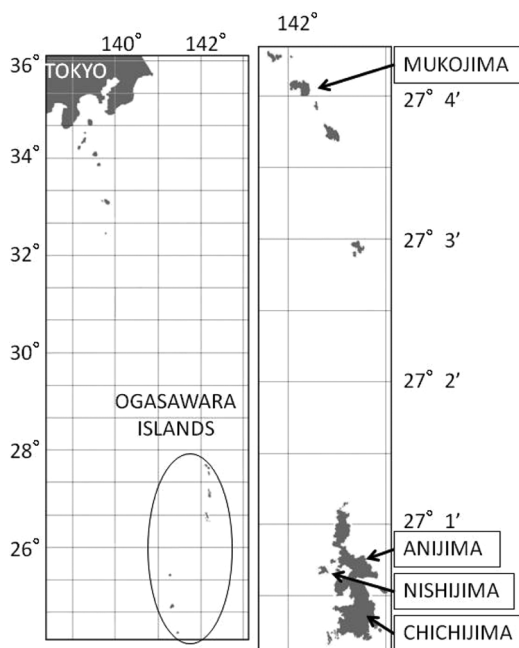 140˚ 142˚
36˚
TOKYO
34˚
32˚
30˚
OGASAWARA
ISLANDS
28˚
26˚
142˚
MUKOJIMA
27˚ 4’
27˚ 3’
27˚ 2’
27˚ 1’
ANIJIMA
NISHIJIMA
CHICHIJIMA